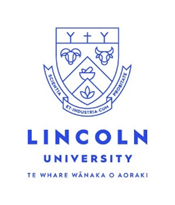 SCIENTIA ET INDUSTRIA CUM PROBITATE
LINCOLN
UNIVERSITY
TE WHARE WĀNAKA O AORAKI